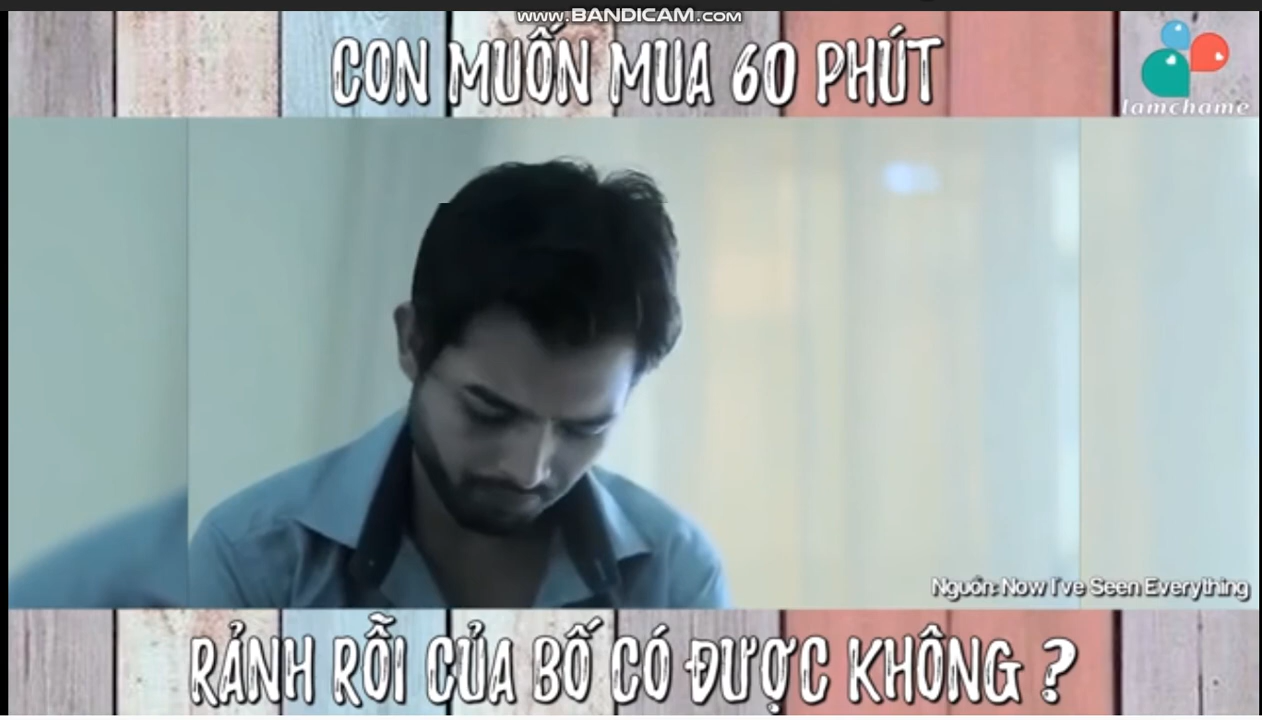 www.BANDICAM.com
CON MUỐN MUA 60 PHÚT
lamchame
Nguồn: Now I've Seen Everything
RẢNH RỖI CỦA BỐ CÓ ĐƯỢC KHÔNG ?